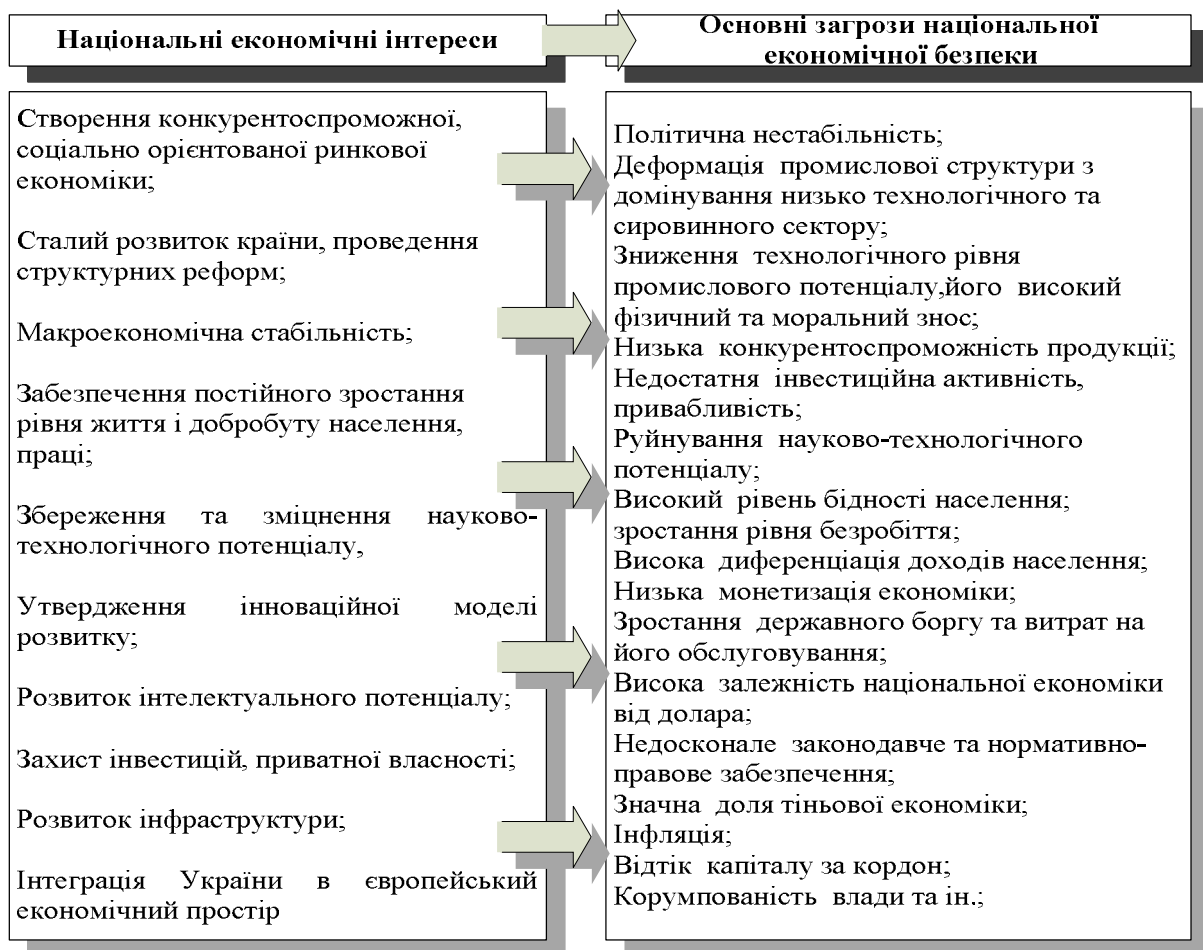 Національні економічні інтереси
Основні загрози національної
економічної безпеки
Створення конкурентоспроможної,
соціально орієнтованої ринкової
економіки;
Сталий розвиток країни, проведення
структурних реформ;
Макроекономічна стабільність;
Забезпечення постійного зростання
рівня життя і добробуту населення,
праці;
Збереження та зміцнення науково-
технологічного потенціалу,
Утвердження інноваційної моделі
розвитку;
Розвиток інтелектуального потенціалу;
Захист інвестицій, приватної власності;
Розвиток інфраструктури;
Інтеграція України в європейський
економічний простір
Політична нестабільність;
Деформація промислової структури з
домінування низько технологічного та
сировинного сектору;
Зниження технологічного рівня
промислового потенціалу,його високий
фізичний та моральний знос;
Низька конкурентоспроможність продукції;
Недостатня інвестиційна активність,
привабливість;
Руйнування науково-технологічного
потенціалу;
Високий рівень бідності населення;
зростання рівня безробіття;
Висока диференціація доходів населення;
Низька монетизація економіки;
Зростання державного боргу та витрат на
його обслуговування;
Висока залежність національної економіки
від долара;
Недосконале законодавче та нормативно-
правове забезпечення;
Значна доля тіньової економіки;
Інфляція;
Відтік капіталу за кордон;
Корумпованість влади та ін.;